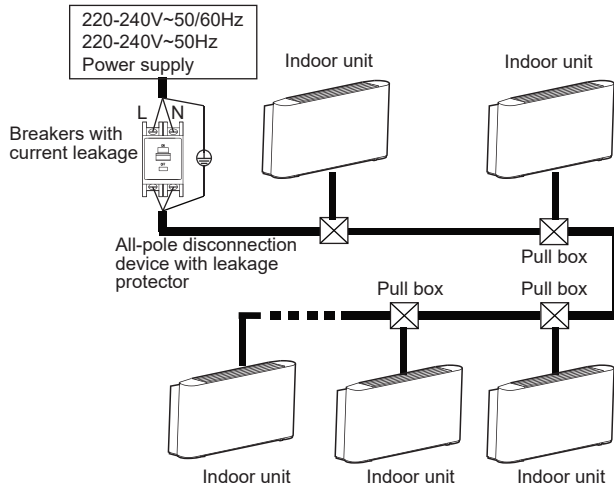 220-240V~50/60Hz
220-240V~50Hz
Power supply
Indoor unit
Indoor unit
L N
Breakers with
current leakage
ON
All-pole disconnection
device with leakage
protector
Pull box
Pull box
Pull box
Indoor unit
Indoor unit
Indoor unit